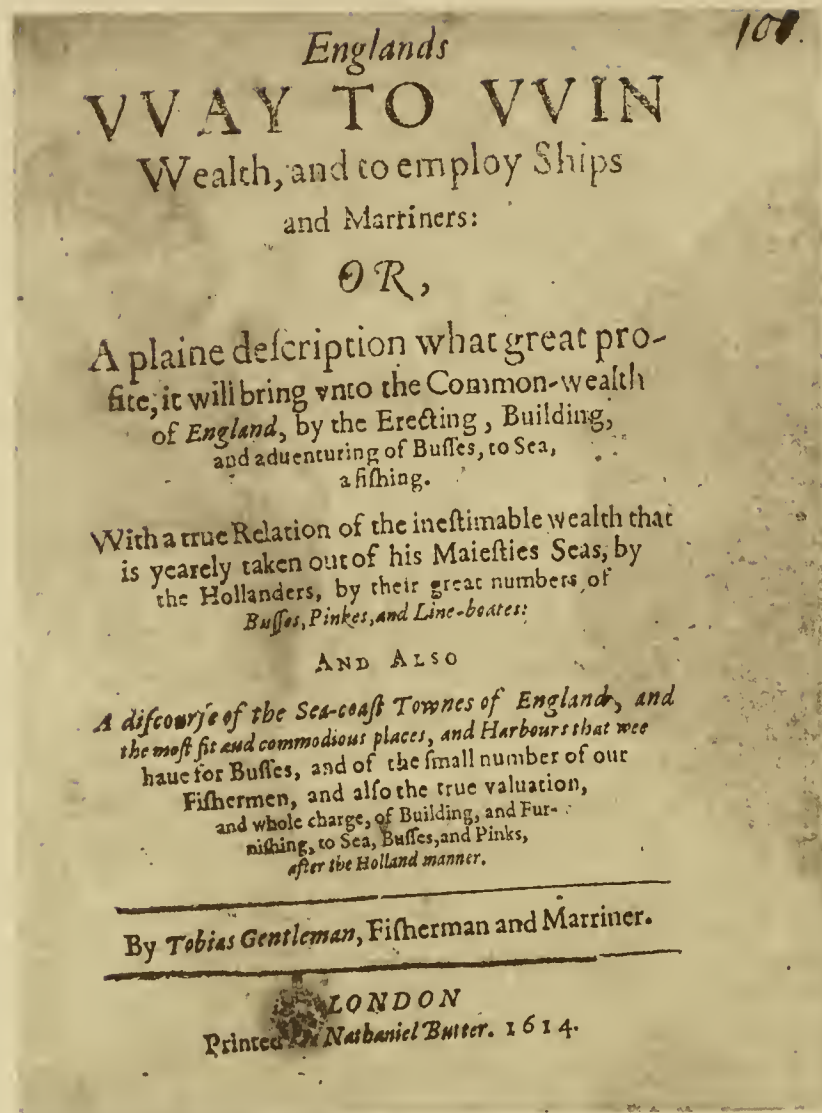 101.
Englands
VVAY TO VVIN
Wealth, and to employ Ships
and Marriners:
OR,
A plaine deſcription what great pro-
fite, it will bring vnto the Common-wealth
of England, by the Erecting, Building,
and aduenturing of Buſſes, to Sea,
a fiſhing.
With a true Relation of the ineſtimable wealth that
is yearely taken out of his Maieſties Seas, by
the Hollanders, by their great numbers of
Buſſes, Pinkes, and Line-boates:
AND ALSO
A diſcourſe of the Sea-coaſt Townes of England, and
the moſt fit and commodious places, and Harbours that wee
haue for Buſſes, and of the ſmall number of our
Fiſhermen, and alſo the true valuation,
and whole charge, of Building, and Fur-
niſhing, to Sea, Buſſes, and Pinks,
after the Holland manner.
By Tobias Gentleman, Fiſherman and Marriner.
LONDON
Printed Nathaniel Butter. 1614.